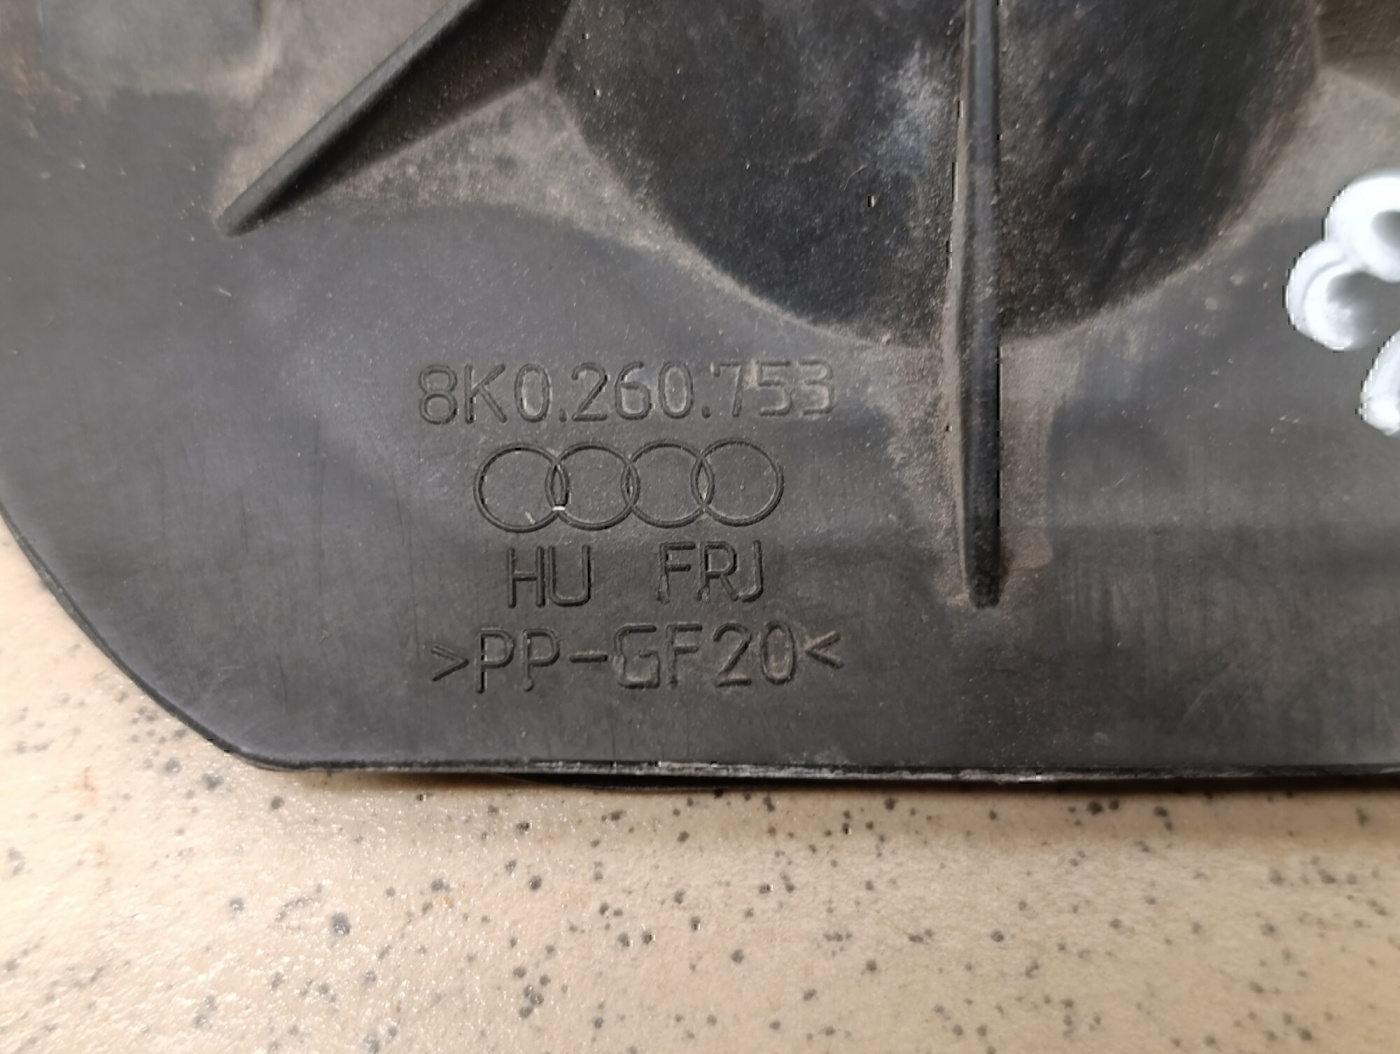 8K0.260.753
HU FRJ
>PP-GF20<